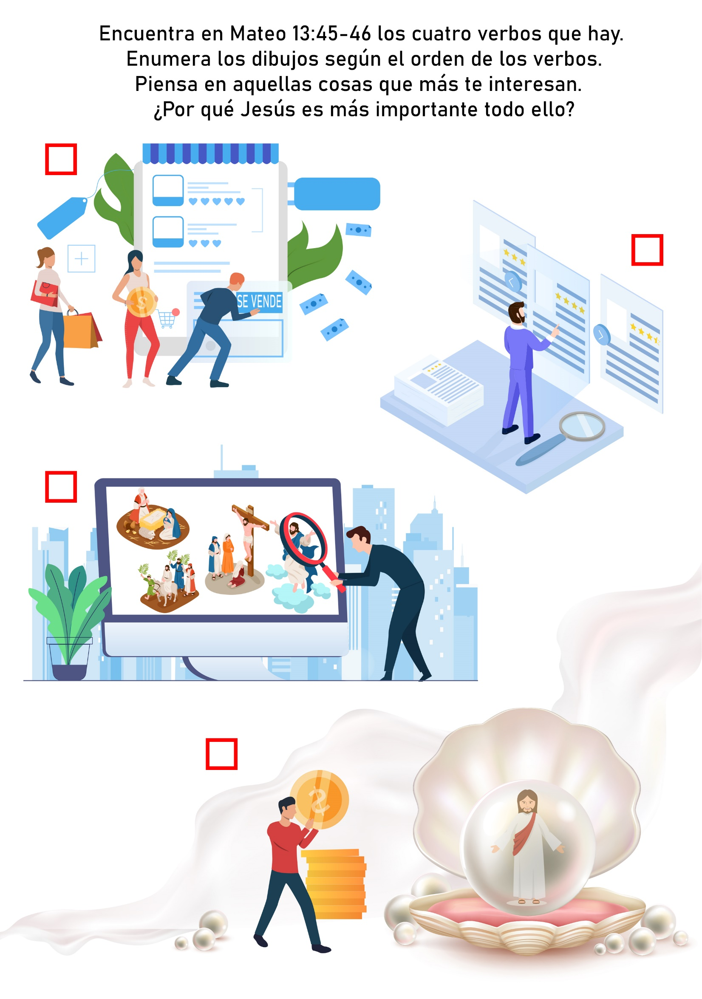 Encuentra en Mateo 13:45-46 los cuatro verbos que hay.
Enumera los dibujos según el orden de los verbos.
Piensa en aquellas cosas que más te interesan.
¿Por qué Jesús es más importante todo ello?
SE VENDE